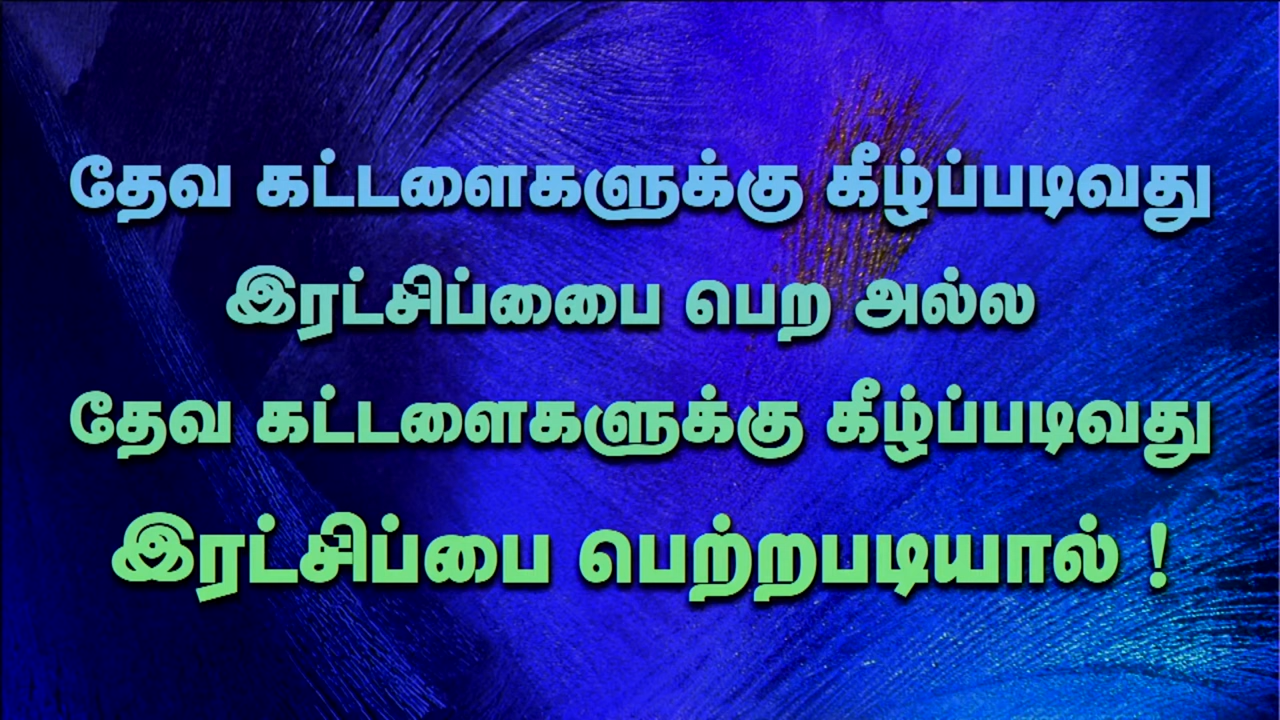 தேவ கட்டளைகளுக்கு கீழ்ப்படிவது
இரட்சிப்பைபை பெற அல்ல
தேவ கட்டளைகளுக்கு கீழ்ப்படிவது
இரட்சிப்பை பெற்றபடியால் !